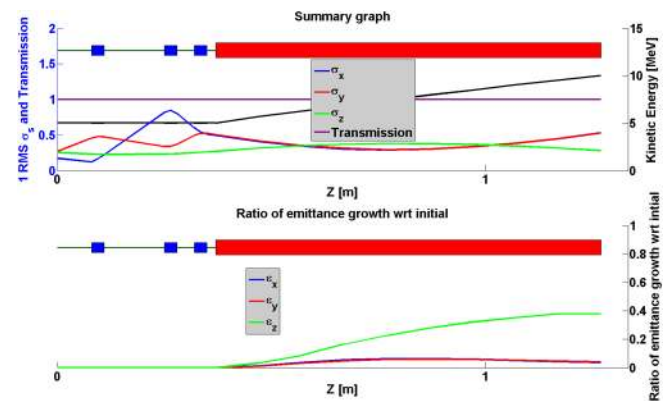 Summary graph
2
1.5
1
0.5
0
15
10
5
0
1 RMS σs and Transmission
Kinetic Energy [MeV]
σx
σy
σz
Transmission
0
1
Z [m]
Ratio of emittance growth wrt initial
1
0.8
0.6
0.4
0.2
0
Ratio of emittance growth wrt intial
εx
εy
εz
0
1
Z [m]